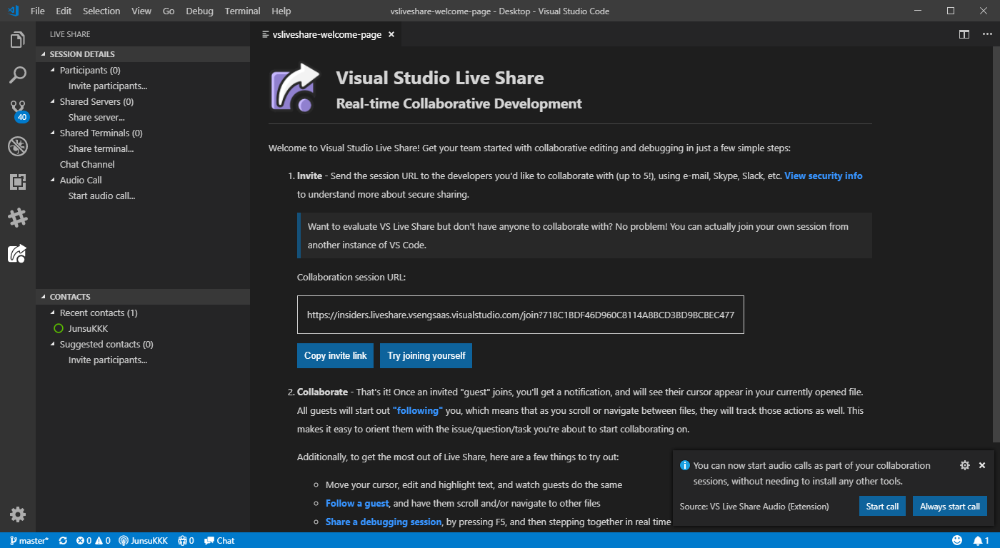 File Edit Selection View Go Debug Terminal Help
vsliveshare-welcome-page - Desktop - Visual Studio Code
LIVE SHARE
SESSION DETAILS
Participants (0)
Invite participants...
Shared Servers (0)
Share server...
Shared Terminals (0)
Share terminal...
Chat Channel
Audio Call
Start audio call...
40
CONTACTS
Recent contacts (1)
JunsuKKK
Suggested contacts (0)
Invite participants...
vsliveshare-welcome-page
Visual Studio Live Share
Real-time Collaborative Development
Welcome to Visual Studio Live Share! Get your team started with collaborative editing and debugging in just a few simple steps:
1. Invite - Send the session URL to the developers you'd like to collaborate with (up to 5!), using e-mail, Skype, Slack, etc. View security info
to understand more about secure sharing.
Want to evaluate VS Live Share but don't have anyone to collaborate with? No problem! You can actually join your own session from
another instance of VS Code.
Collaboration session URL:
https://insiders.liveshare.vsengsaas.visualstudio.com/join?718C1BDF46D960C8114A8BCD3BD9BCBEC477
Copy invite link
Try joining yourself
2. Collaborate - That's it! Once an invited "guest" joins, you'll get a notification, and will see their cursor appear in your currently opened file.
All guests will start out "following" you, which means that as you scroll or navigate between files, they will track those actions as well. This
makes it easy to orient them with the issue/question/task you're about to start collaborating on.
Additionally, to get the most out of Live Share, here are a few things to try out:
Move your cursor, edit and highlight text, and watch guests do the same
Follow a guest, and have them scroll and/or navigate to other files
Share a debugging session, by pressing F5, and then stepping together in real time
You can now start audio calls as part of your collaboration
sessions, without needing to install any other tools.
Source: VS Live Share Audio (Extension)
Start call
Always start call
master* 0 0 JunsuKKK 0 Chat 1